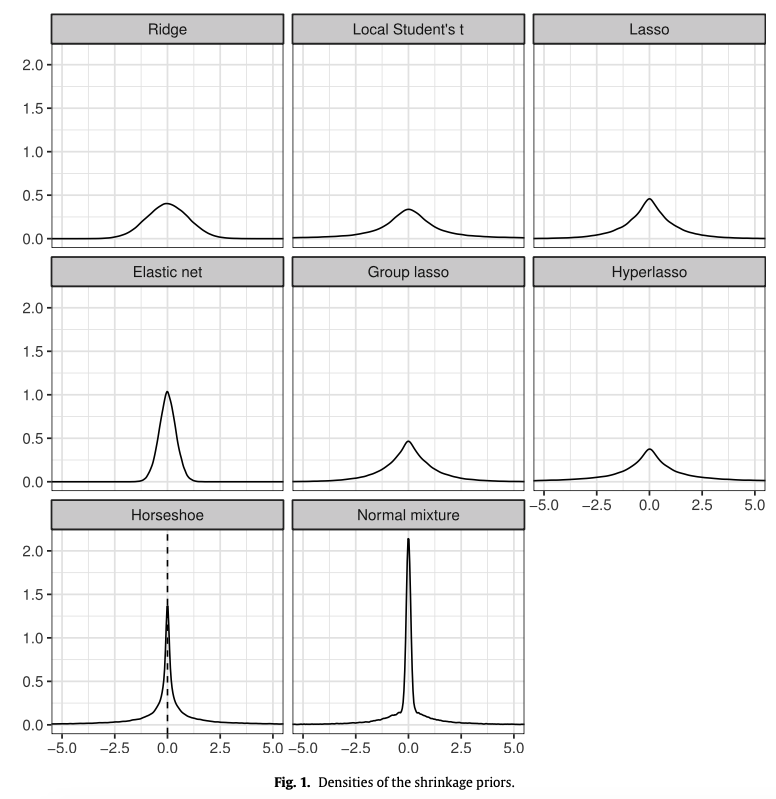 Ridge Local Student's t Lasso
2.0
1.5
1.0
0.5
0.0
Elastic net Group lasso Hyperlasso
2.0
1.5
1.0
0.5
0.0
−5.0 −2.5 0.0 2.5 5.0
Horseshoe Normal mixture
2.0
1.5
1.0
0.5
0.0
−5.0 −2.5 0.0 2.5 5.0 −5.0 −2.5 0.0 2.5 5.0
Fig. 1. Densities of the shrinkage priors.